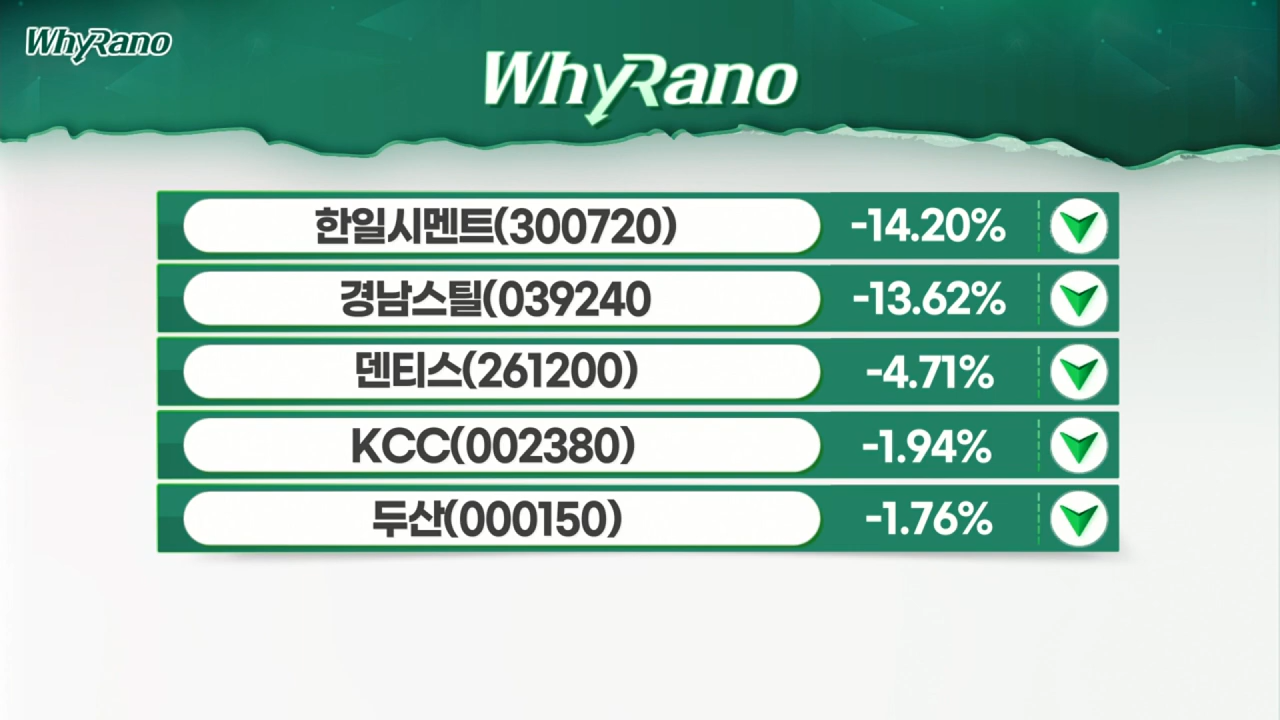 WhyRano
WhyRano
한일시멘트(300720) -14.20%
경남스틸(039240 -13.62%
덴티스(261200) -4.71%
KCC(002380) -1.94%
두산(000150) -1.76%